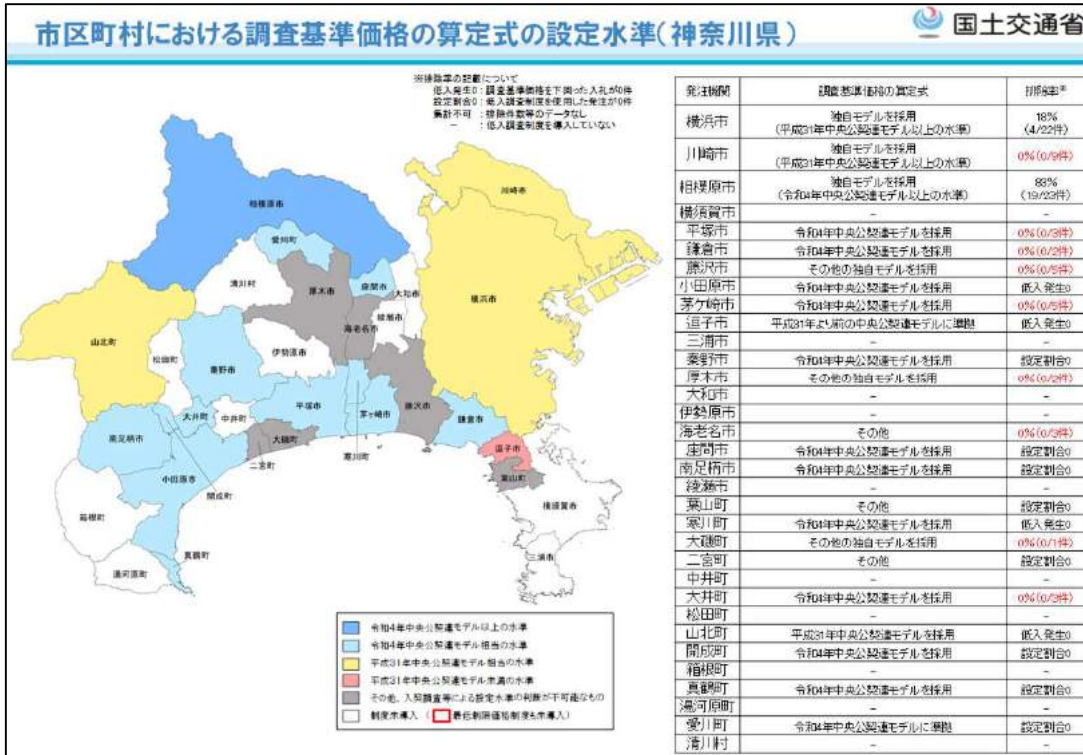 市区町村における調査基準価格の算定式の設定水準(神奈川県)
国土交通省
※排除率の記載について
低入発生0:調査基準価格を下回った入札が0件
設定割合0:低入調査制度を使用した発注が0件
集計不可:排除件数等のデータなし
－:低入調査制度を導入していない
川崎市
相模原市
愛川町
清川村
厚木市
座間市
大和市
綾瀬市
海老名市
横浜市
山北町
松田町
秦野市
伊勢原市
大井町
中井町
平塚市
茅ヶ崎市
藤沢市
鎌倉市
南足柄市
大磯町
逗子市
二宮町
寒川町
葉山町
小田原市
開成町
横須賀市
箱根町
真鶴町
三浦市
湯河原町
令和4年中央公契連モデル以上の水準
令和4年中央公契連モデル相当の水準
平成31年中央公契連モデル相当の水準
平成31年中央公契連モデル未満の水準
その他、入契調査等による設定水準の判断が不可能なもの
制度未導入 ( 最低制限価格制度も未導入)
発注機関 調査基準価格の算定式 排除率※
横浜市 独自モデルを採用 18%
(平成31年中央公契連モデル以上の水準) (4/22件)
川崎市 独自モデルを採用 0%(0/9件)
(平成31年中央公契連モデル以上の水準)
相模原市 独自モデルを採用 83%
(令和4年中央公契連モデル以上の水準) (19/23件)
横須賀市 － －
平塚市 令和4年中央公契連モデルを採用 0%(0/3件)
鎌倉市 令和4年中央公契連モデルを採用 0%(0/2件)
藤沢市 その他の独自モデルを採用 0%(0/5件)
小田原市 令和4年中央公契連モデルを採用 低入発生0
茅ケ崎市 令和4年中央公契連モデルを採用 0%(0/5件)
逗子市 平成31年より前の中央公契連モデルに準拠 低入発生0
三浦市 － －
秦野市 令和4年中央公契連モデルを採用 設定割合0
厚木市 その他の独自モデルを採用 0%(0/2件)
大和市 － －
伊勢原市 － －
海老名市 その他 0%(0/3件)
座間市 令和4年中央公契連モデルを採用 設定割合0
南足柄市 令和4年中央公契連モデルを採用 設定割合0
綾瀬市 － －
葉山町 その他 設定割合0
寒川町 令和4年中央公契連モデルを採用 低入発生0
大磯町 その他の独自モデルを採用 0%(0/1件)
二宮町 その他 設定割合0
中井町 － －
大井町 令和4年中央公契連モデルを採用 0%(0/3件)
松田町 － －
山北町 平成31年中央公契連モデルを採用 低入発生0
開成町 令和4年中央公契連モデルを採用 設定割合0
箱根町 － －
真鶴町 令和4年中央公契連モデルを採用 設定割合0
湯河原町 － －
愛川町 令和4年中央公契連モデルに準拠 設定割合0
清川村 － －